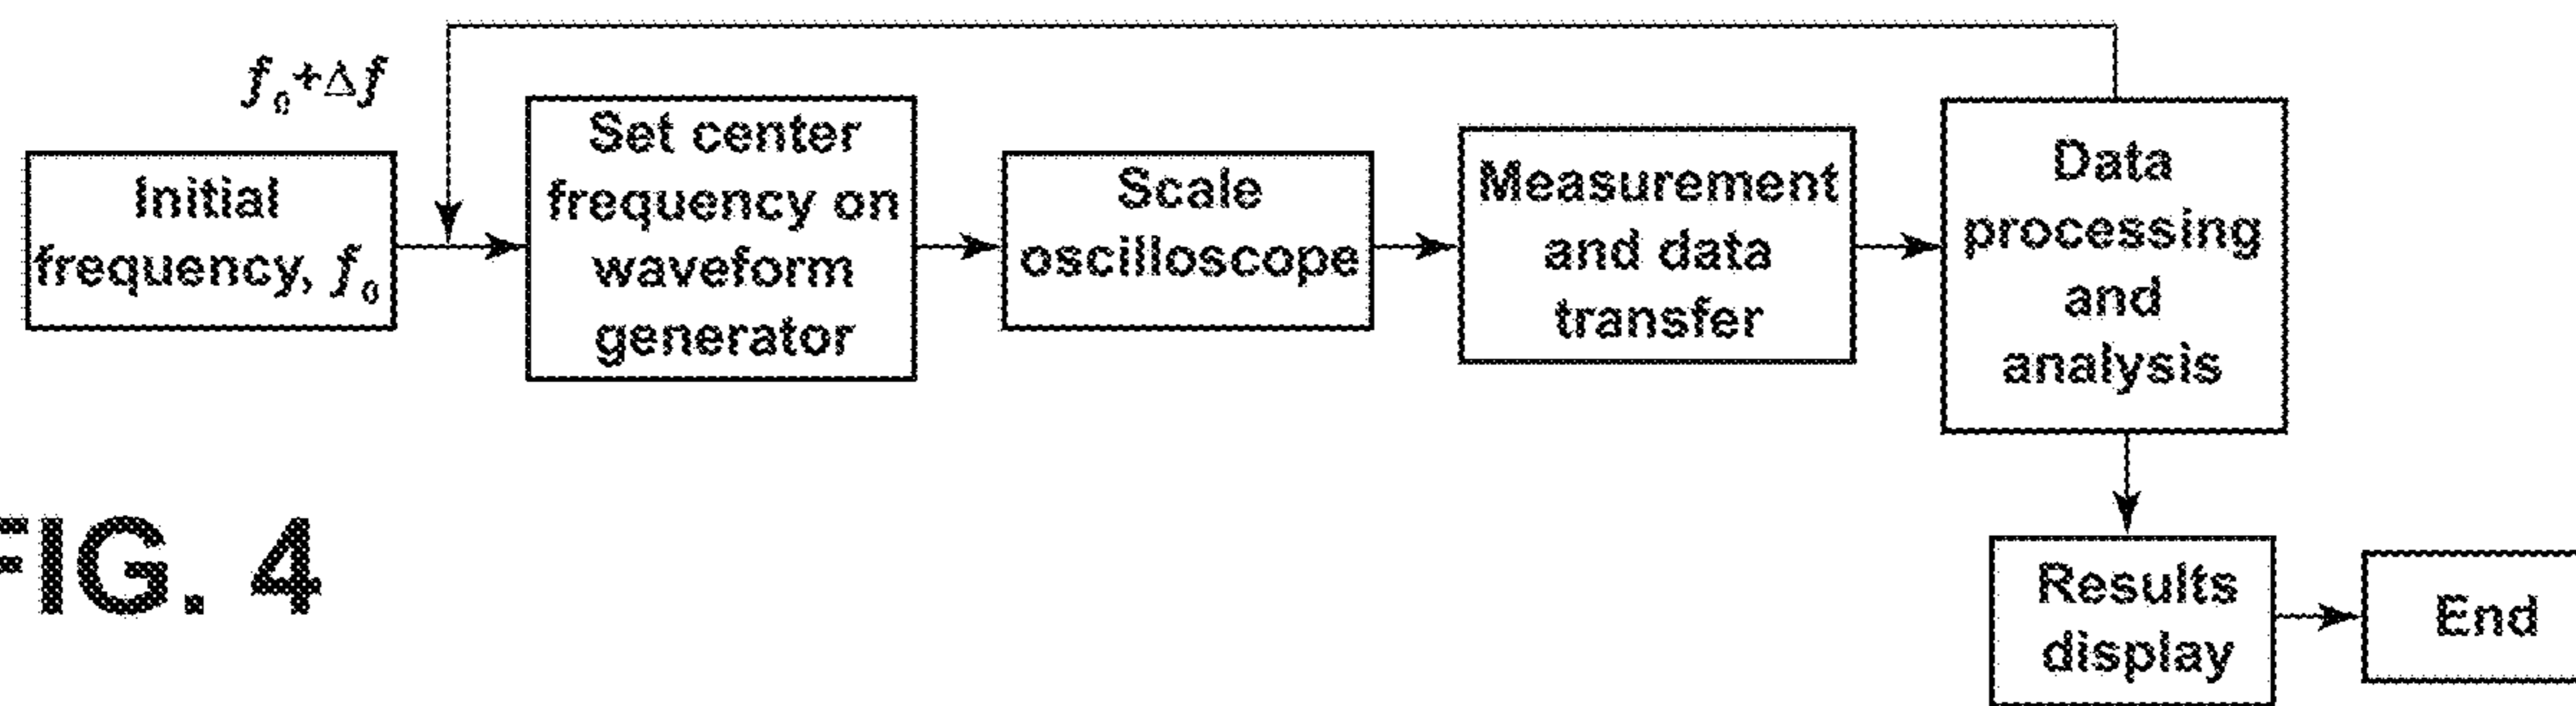 f₀+Δf
Initial
frequency, f₀
Set center
frequency on
waveform
generator
Scale
oscilloscope
Measurement
and data
transfer
Data
processing
and
analysis
Results
display
End
FIG. 4